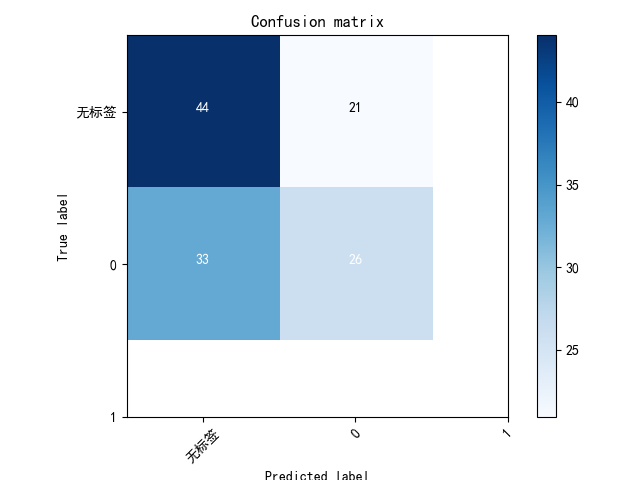 Confusion matrix
无标签
0
1
True label
44
21
33
26
无标签
0
1
Predicted label
40
35
30
25